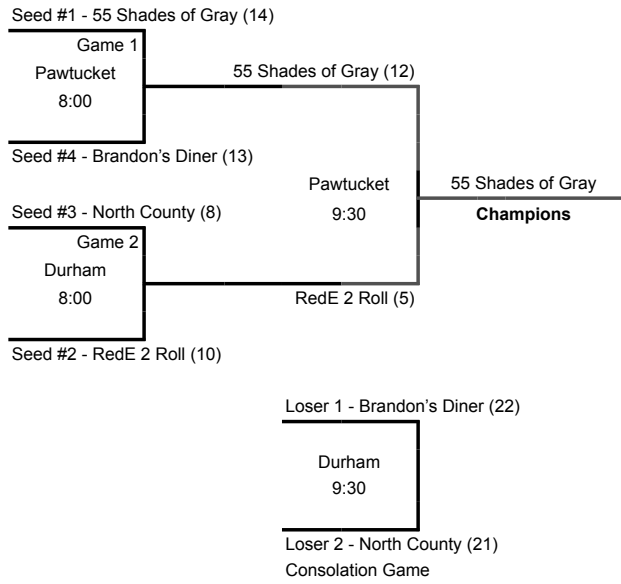 Seed #1 - 55 Shades of Gray (14)
Game 1
Pawtucket
8:00
Seed #4 - Brandon’s Diner (13)
55 Shades of Gray (12)
Seed #3 - North County (8)
Game 2
Durham
8:00
Seed #2 - RedE 2 Roll (10)
Pawtucket
9:30
RedE 2 Roll (5)
55 Shades of Gray
Champions
Loser 1 - Brandon’s Diner (22)
Durham
9:30
Loser 2 - North County (21)
Consolation Game